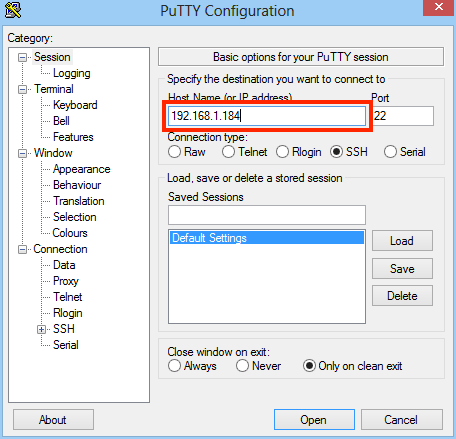 PuTTY Configuration
Category:
Session
Logging
Terminal
Keyboard
Bell
Features
Window
Appearance
Behaviour
Translation
Selection
Colours
Connection
Data
Proxy
Telnet
Rlogin
SSH
Serial
Basic options for your PuTTY session
Specify the destination you want to connect to
Host Name (or IP address) Port
192.168.1.184 22
Connection type:
Raw Telnet Rlogin SSH Serial
Load, save or delete a stored session
Saved Sessions
Default Settings
Load
Save
Delete
Close window on exit:
Always Never Only on clean exit
About Open Cancel